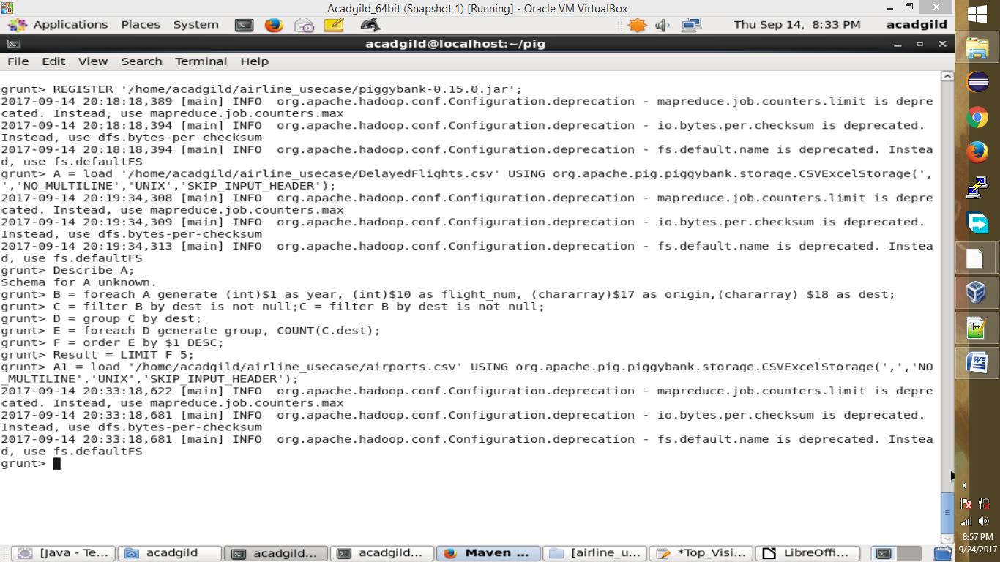 Acadgild_64bit (Snapshot 1) [Running] - Oracle VM VirtualBox
Applications Places System Thu Sep 14, 8:33 PM acadgild
acadgild@localhost:~/pig
File Edit View Search Terminal Help
grunt> REGISTER '/home/acadgild/airline_usecase/piggybank-0.15.0.jar';
2017-09-14 20:18:18,389 [main] INFO  org.apache.hadoop.conf.Configuration.deprecation - mapreduce.job.counters.limit is depre
cated. Instead, use mapreduce.job.counters.max
2017-09-14 20:18:18,394 [main] INFO  org.apache.hadoop.conf.Configuration.deprecation - io.bytes.per.checksum is deprecated.
Instead, use dfs.bytes-per-checksum
2017-09-14 20:18:18,394 [main] INFO  org.apache.hadoop.conf.Configuration.deprecation - fs.default.name is deprecated. Instea
d, use fs.defaultFS
grunt> A = load '/home/acadgild/airline_usecase/DelayedFlights.csv' USING org.apache.pig.piggybank.storage.CSVExcelStorage(',
','NO_MULTILINE','UNIX','SKIP_INPUT_HEADER');
2017-09-14 20:19:34,308 [main] INFO  org.apache.hadoop.conf.Configuration.deprecation - mapreduce.job.counters.limit is depre
cated. Instead, use mapreduce.job.counters.max
2017-09-14 20:19:34,309 [main] INFO  org.apache.hadoop.conf.Configuration.deprecation - io.bytes.per.checksum is deprecated.
Instead, use dfs.bytes-per-checksum
2017-09-14 20:19:34,313 [main] INFO  org.apache.hadoop.conf.Configuration.deprecation - fs.default.name is deprecated. Instea
d, use fs.defaultFS
grunt> Describe A;
Schema for A unknown.
grunt> B = foreach A generate (int)$1 as year, (int)$10 as flight_num, (chararray)$17 as origin,(chararray) $18 as dest;
grunt> C = filter B by dest is not null;C = filter B by dest is not null;
grunt> D = group C by dest;
grunt> E = foreach D generate group, COUNT(C.dest);
grunt> F = order E by $1 DESC;
grunt> Result = LIMIT F 5;
grunt> A1 = load '/home/acadgild/airline_usecase/airports.csv' USING org.apache.pig.piggybank.storage.CSVExcelStorage(',','NO
_MULTILINE','UNIX','SKIP_INPUT_HEADER');
2017-09-14 20:33:18,622 [main] INFO  org.apache.hadoop.conf.Configuration.deprecation - mapreduce.job.counters.limit is depre
cated. Instead, use mapreduce.job.counters.max
2017-09-14 20:33:18,681 [main] INFO  org.apache.hadoop.conf.Configuration.deprecation - io.bytes.per.checksum is deprecated.
Instead, use dfs.bytes-per-checksum
2017-09-14 20:33:18,681 [main] INFO  org.apache.hadoop.conf.Configuration.deprecation - fs.default.name is deprecated. Instea
d, use fs.defaultFS
grunt>
[Java - Te... acadgild acadgild... acadgild... Maven ... [airline_u... *Top_Visi... LibreOffi...
8:57 PM
9/24/2017